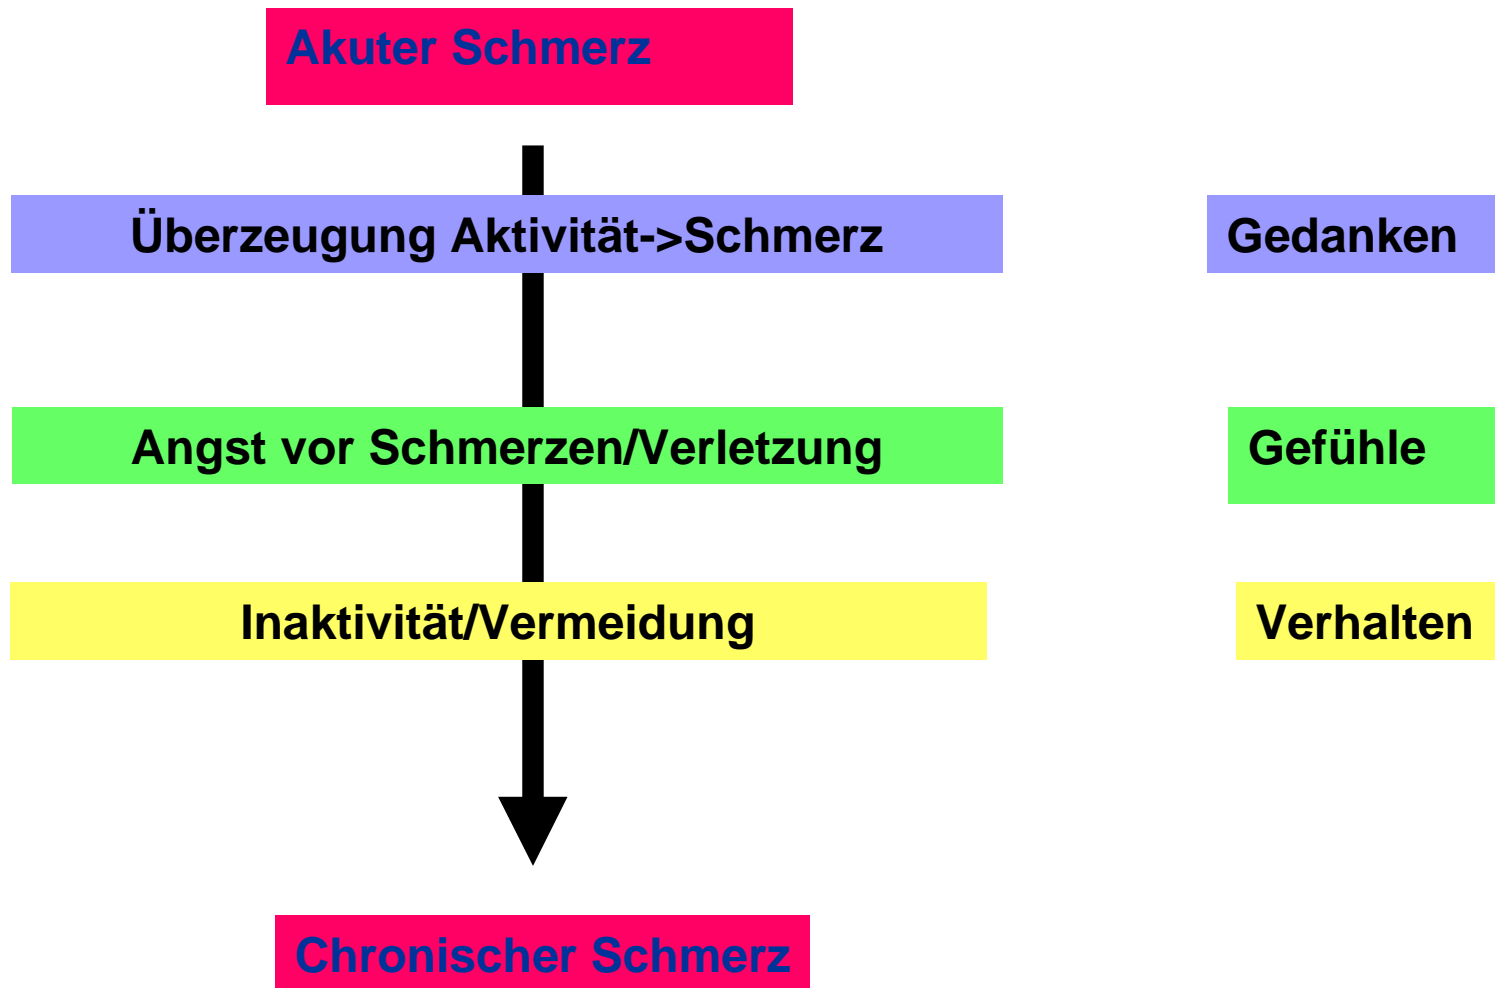 Akuter Schmerz
Überzeugung Aktivität->Schmerz
Gedanken
Angst vor Schmerzen/Verletzung
Gefühle
Inaktivität/Vermeidung
Verhalten
Chronischer Schmerz